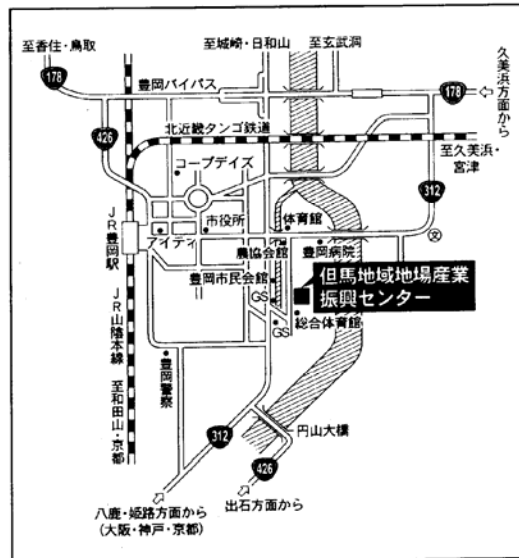 至香住・鳥取
至城崎・日和山
至玄武洞
久美浜方面から
178
豊岡バイパス
178
426
北近畿タンゴ鉄道
至久美浜・
宮津
コープデイズ
312
市役所
体育館
アイティ
JR豊岡駅
農協会館
豊岡病院
文
豊岡市民会館
但馬地域地場産業
振興センター
GS
GS
総合体育館
JR山陰本線
至和田山・京都
豊岡警察
312
円山大橋
426
八鹿・姫路方面から
(大阪・神戸・京都)
出石方面から